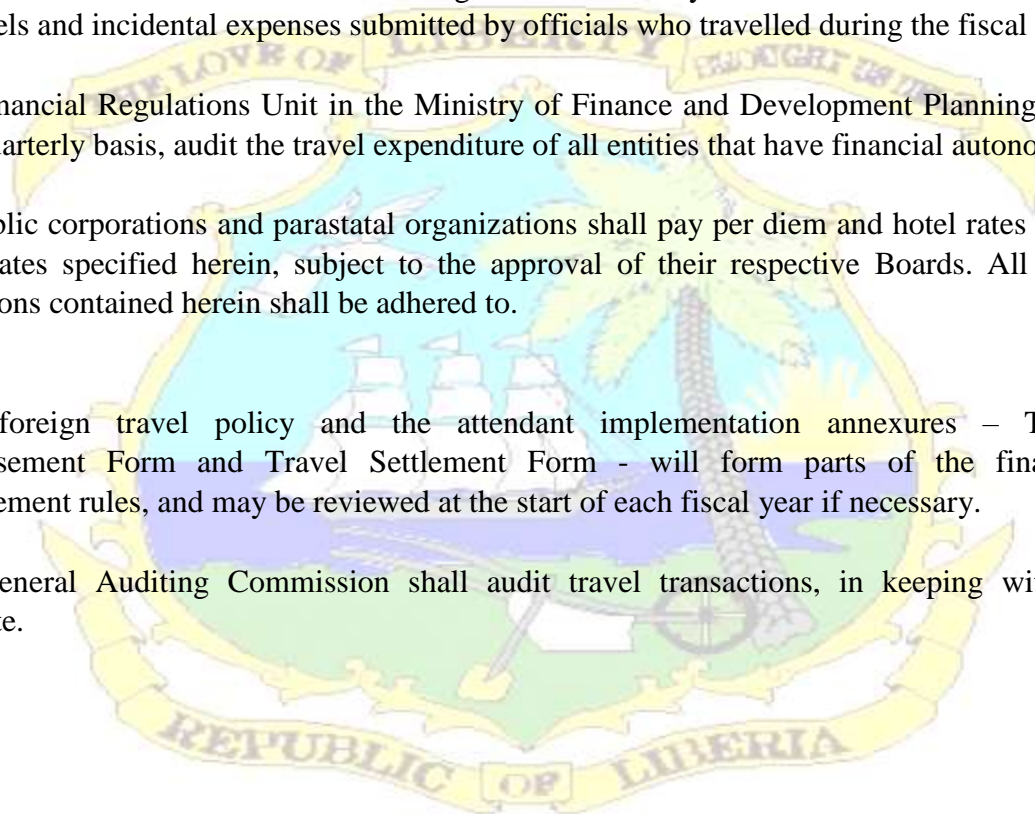 els and incidental expenses submitted by officials who travelled during the fiscal
THE LOVE OF LIBERTY BROUGHT US
nancial Regulations Unit in the Ministry of Finance and Development Planning
arterly basis, audit the travel expenditure of all entities that have financial autono
blic corporations and parastatal organizations shall pay per diem and hotel rates
ates specified herein, subject to the approval of their respective Boards. All
ons contained herein shall be adhered to.
foreign travel policy and the attendant implementation annexures – T
sement Form and Travel Settlement Form - will form parts of the fina
ement rules, and may be reviewed at the start of each fiscal year if necessary.
eneral Auditing Commission shall audit travel transactions, in keeping wit
te.
REPUBLIC OF LIBERIA